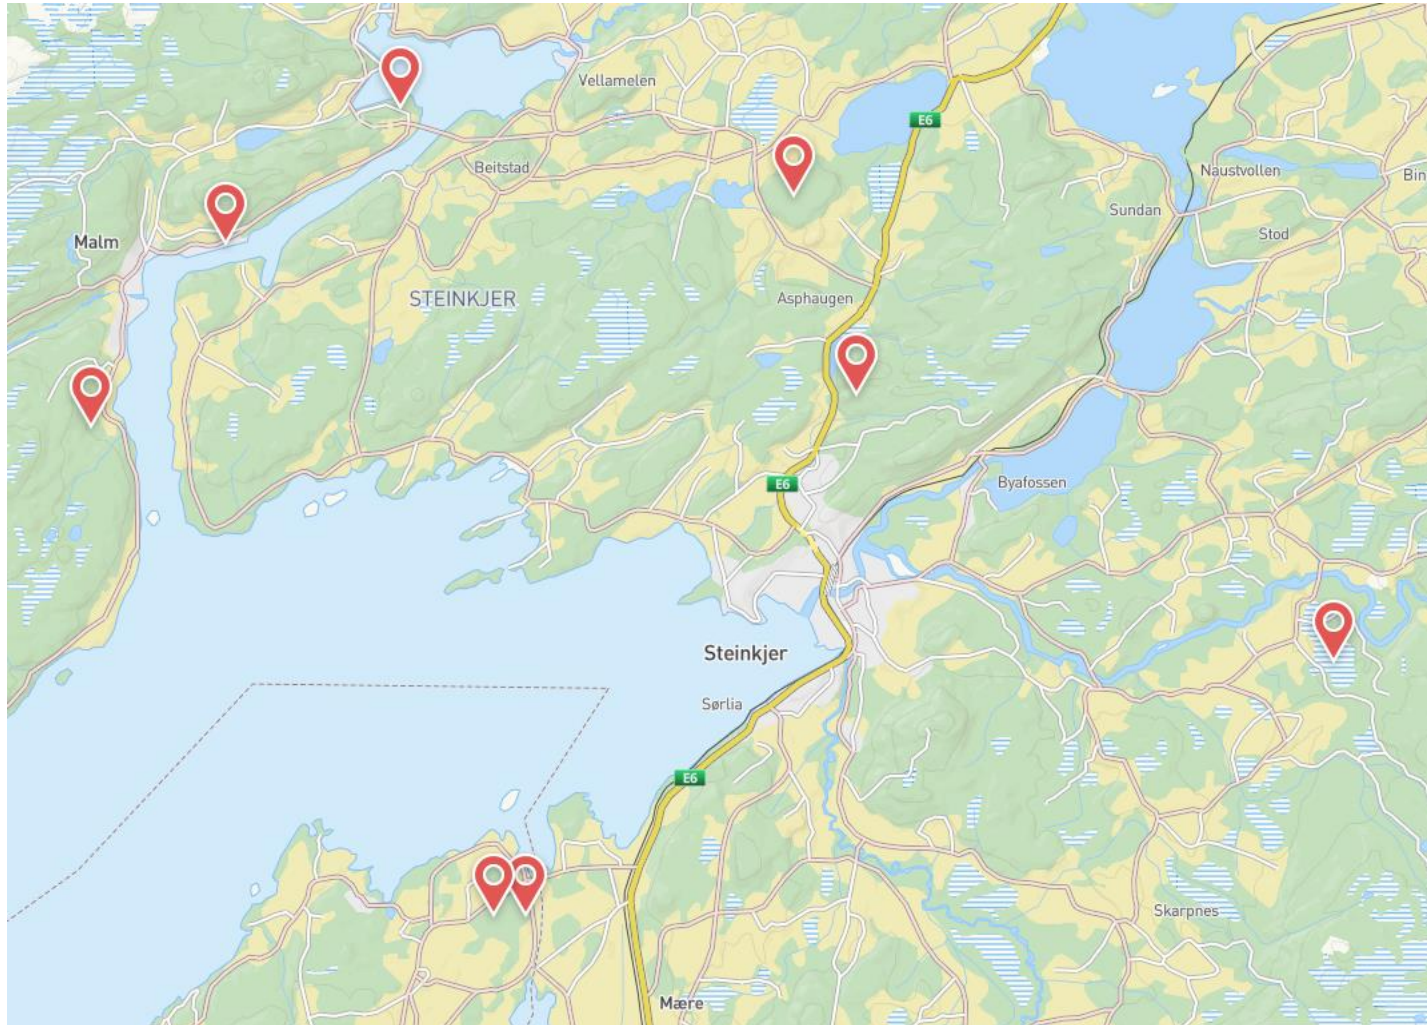 Vellamelen
E6
Beitstad
Naustvollen
Bin
Sundan
Malm
Stod
STEINKJER
Asphaugen
E6
Byafossen
Steinkjer
Sørlia
E6
Skarpnes
Mære